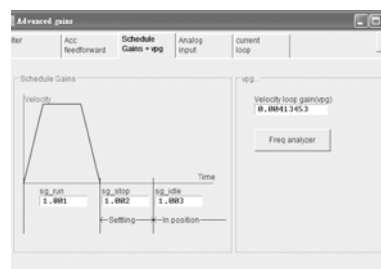 Advanced gains
lter
Acc feedforward
Schedule Gains + vpg
Analog input
current loop
Schedule Gains
Velocity
Time
sg_run
sg_stop
sg_idle
1.001
1.002
1.003
Settling
In position
vpg...
Velocity loop gain(vpg)
0.00413453
Freq analyzer